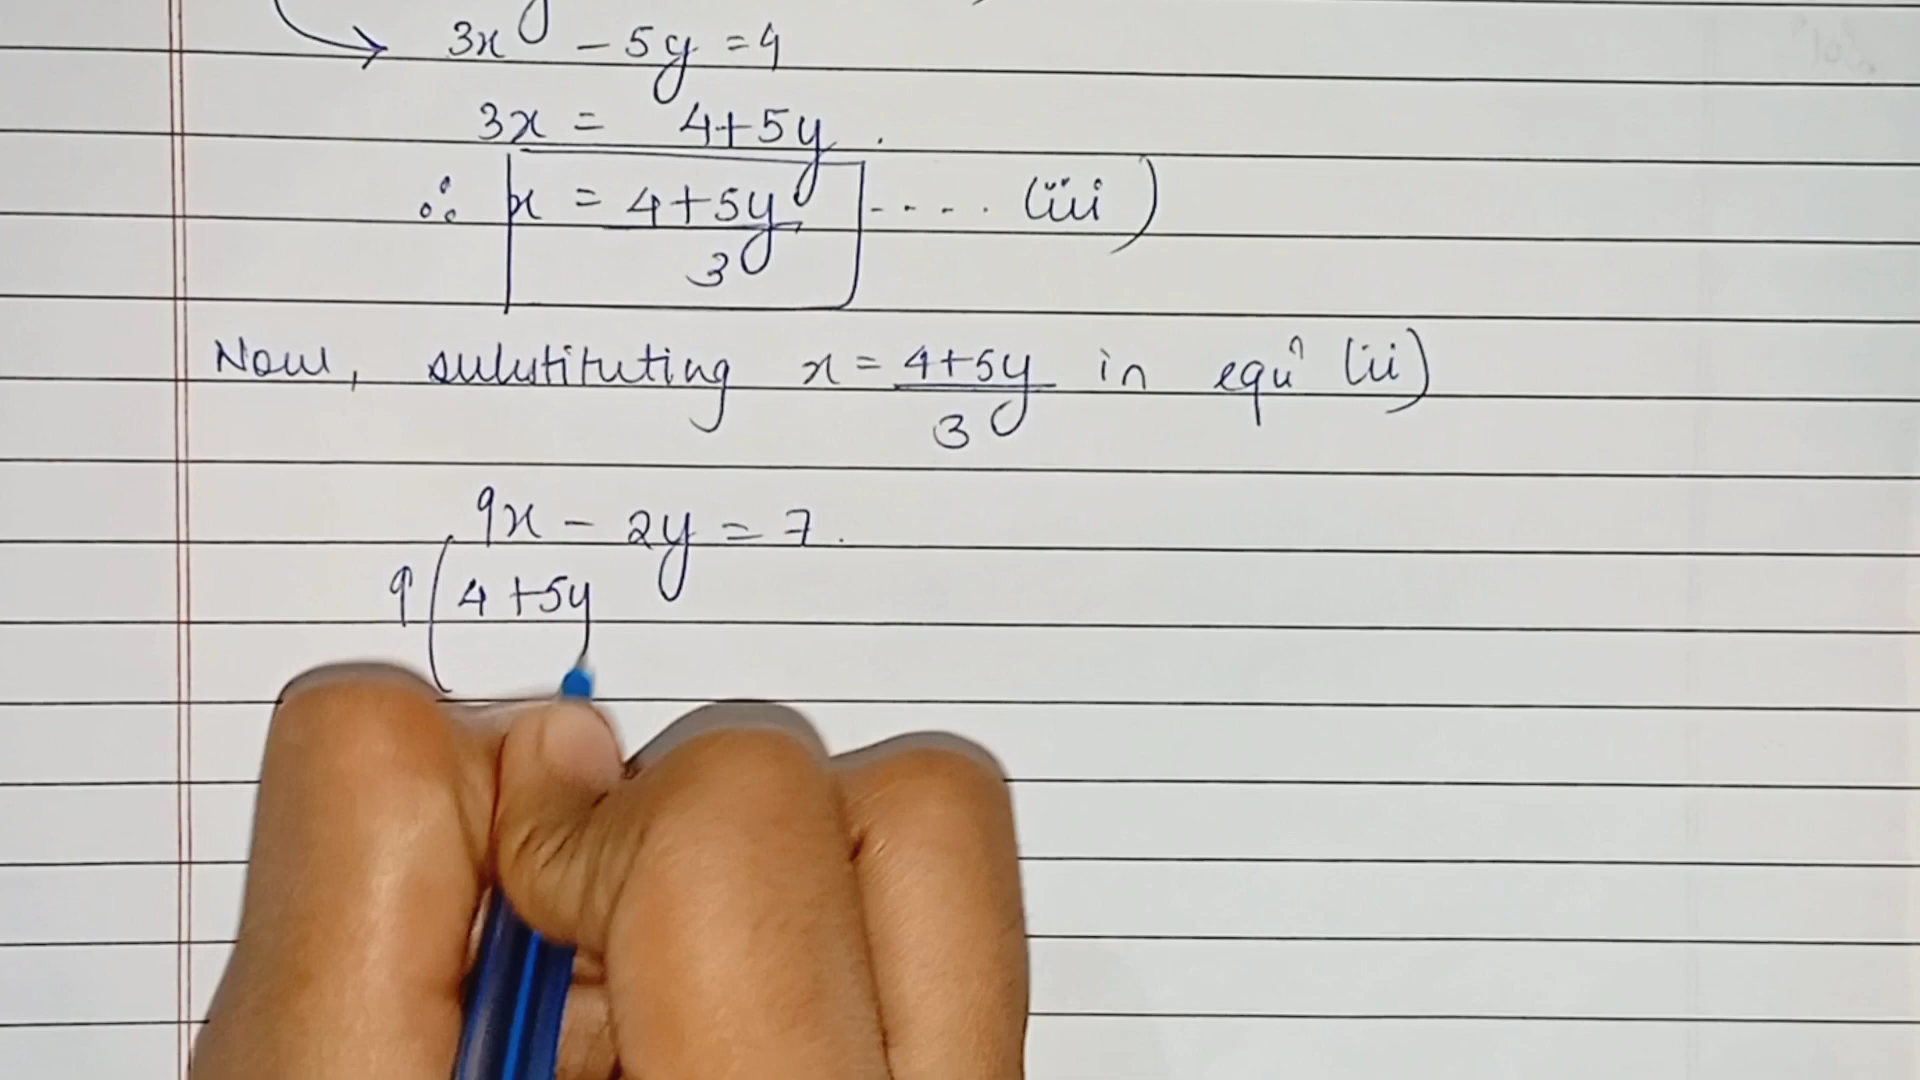 3x - 5y = 4
3x = 4+5y .
∴ x = 4+5y .... (iii)
3
Now, substituting x = 4+5y in equⁿ (ii)
3
9x - 2y = 7.
9(4+5y